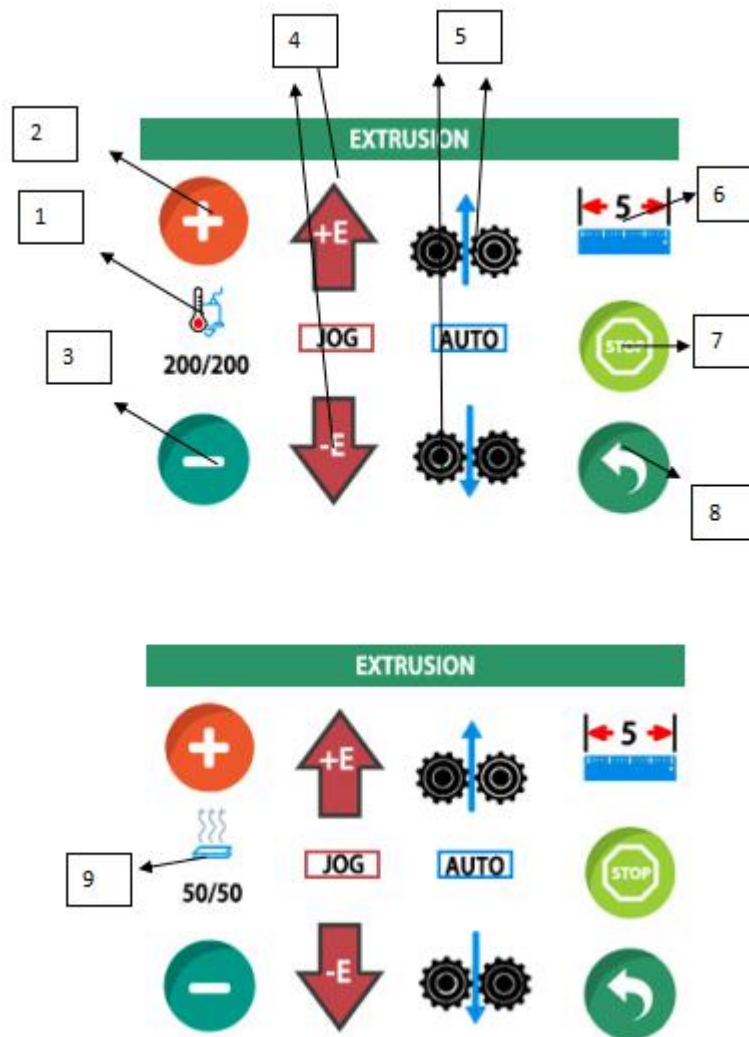 4
5
2
EXTRUSION
+E
5
6
1
JOG
AUTO
STOP
7
200/200
3
-E
8
EXTRUSION
+E
5
9
JOG
AUTO
STOP
50/50
-E